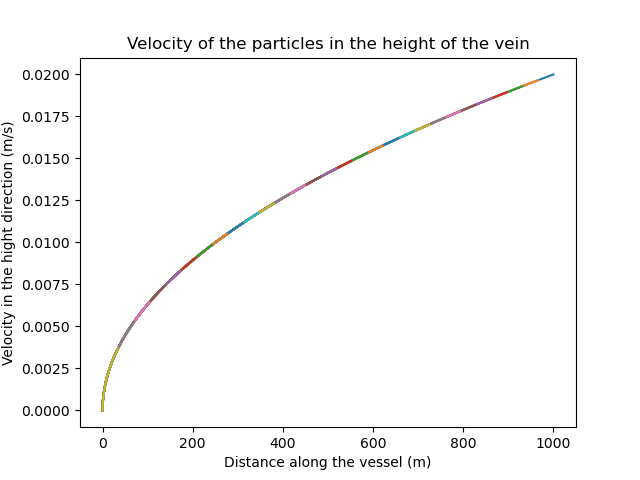 Velocity of the particles in the height of the vein
Velocity in the hight direction (m/s)
0.0200
0.0175
0.0150
0.0125
0.0100
0.0075
0.0050
0.0025
0.0000
0 200 400 600 800 1000
Distance along the vessel (m)